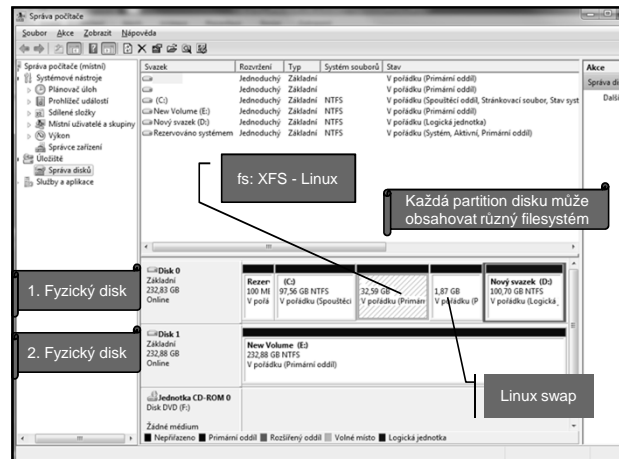 Správa počítače
Soubor Akce Zobrazit Nápověda
Správa počítače (místní)
Systémové nástroje
Plánovač úloh
Prohlížeč událostí
Sdílené složky
Místní uživatelé a skupiny
Výkon
Správce zařízení
Úložiště
Správa disků
Služby a aplikace
Svazek Rozvržení Typ Systém souborů Stav
Jednoduchý Základní V pořádku (Primární oddíl)
Jednoduchý Základní V pořádku (Primární oddíl)
(C:) Jednoduchý Základní NTFS V pořádku (Spouštěcí oddíl, Stránkovací soubor, Stav syst
New Volume (E:) Jednoduchý Základní NTFS V pořádku (Primární oddíl)
Nový svazek (D:) Jednoduchý Základní NTFS V pořádku (Logická jednotka)
Rezervováno systémem Jednoduchý Základní NTFS V pořádku (Systém, Aktivní, Primární oddíl)
Akce
Správa di
Další
fs: XFS - Linux
Každá partition disku může
obsahovat různý filesystém
1. Fyzický disk
Disk 0
Základní
232,83 GB
Online
Rezer
100 MB
V pořá
(C:)
97,56 GB NTFS
V pořádku (Spouštěcí
32,59 GB
V pořádku (Primárn
1,87 GB
V pořádku (P
Nový svazek (D:)
100,70 GB NTFS
V pořádku (Logická
2. Fyzický disk
Disk 1
Základní
232,88 GB
Online
New Volume (E:)
232,88 GB NTFS
V pořádku (Primární oddíl)
Linux swap
Jednotka CD-ROM 0
Disk DVD (F:)
Žádné médium
Nepřiřazeno Primární oddíl Rozšířený oddíl Volné místo Logická jednotka